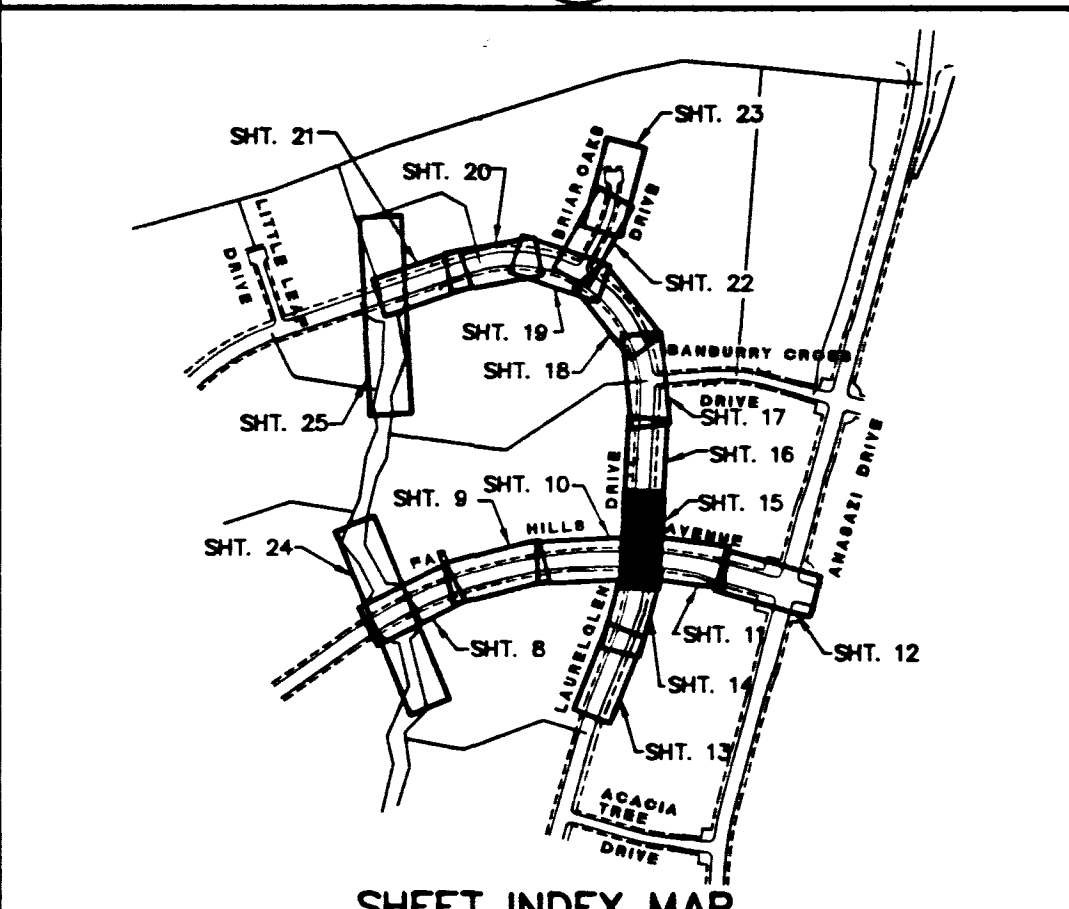 SHT. 23
SHT. 21
SHT. 20
BRIAR OAKS
DRIVE
LITTLE LEAF
DRIVE
SHT. 22
SHT. 19
SHT. 18
BANBURRY CROSS
DRIVE
SHT. 17
SHT. 25
SHT. 16
DRIVE
ANASAZI DRIVE
SHT. 9
SHT. 10
SHT. 15
HILLS
AVENUE
SHT. 24
FAR
SHT. 8
LAURELGLEN
SHT. 11
SHT. 12
SHT. 14
SHT. 13
ACACIA
TREE
DRIVE
SHEET INDEX MAP